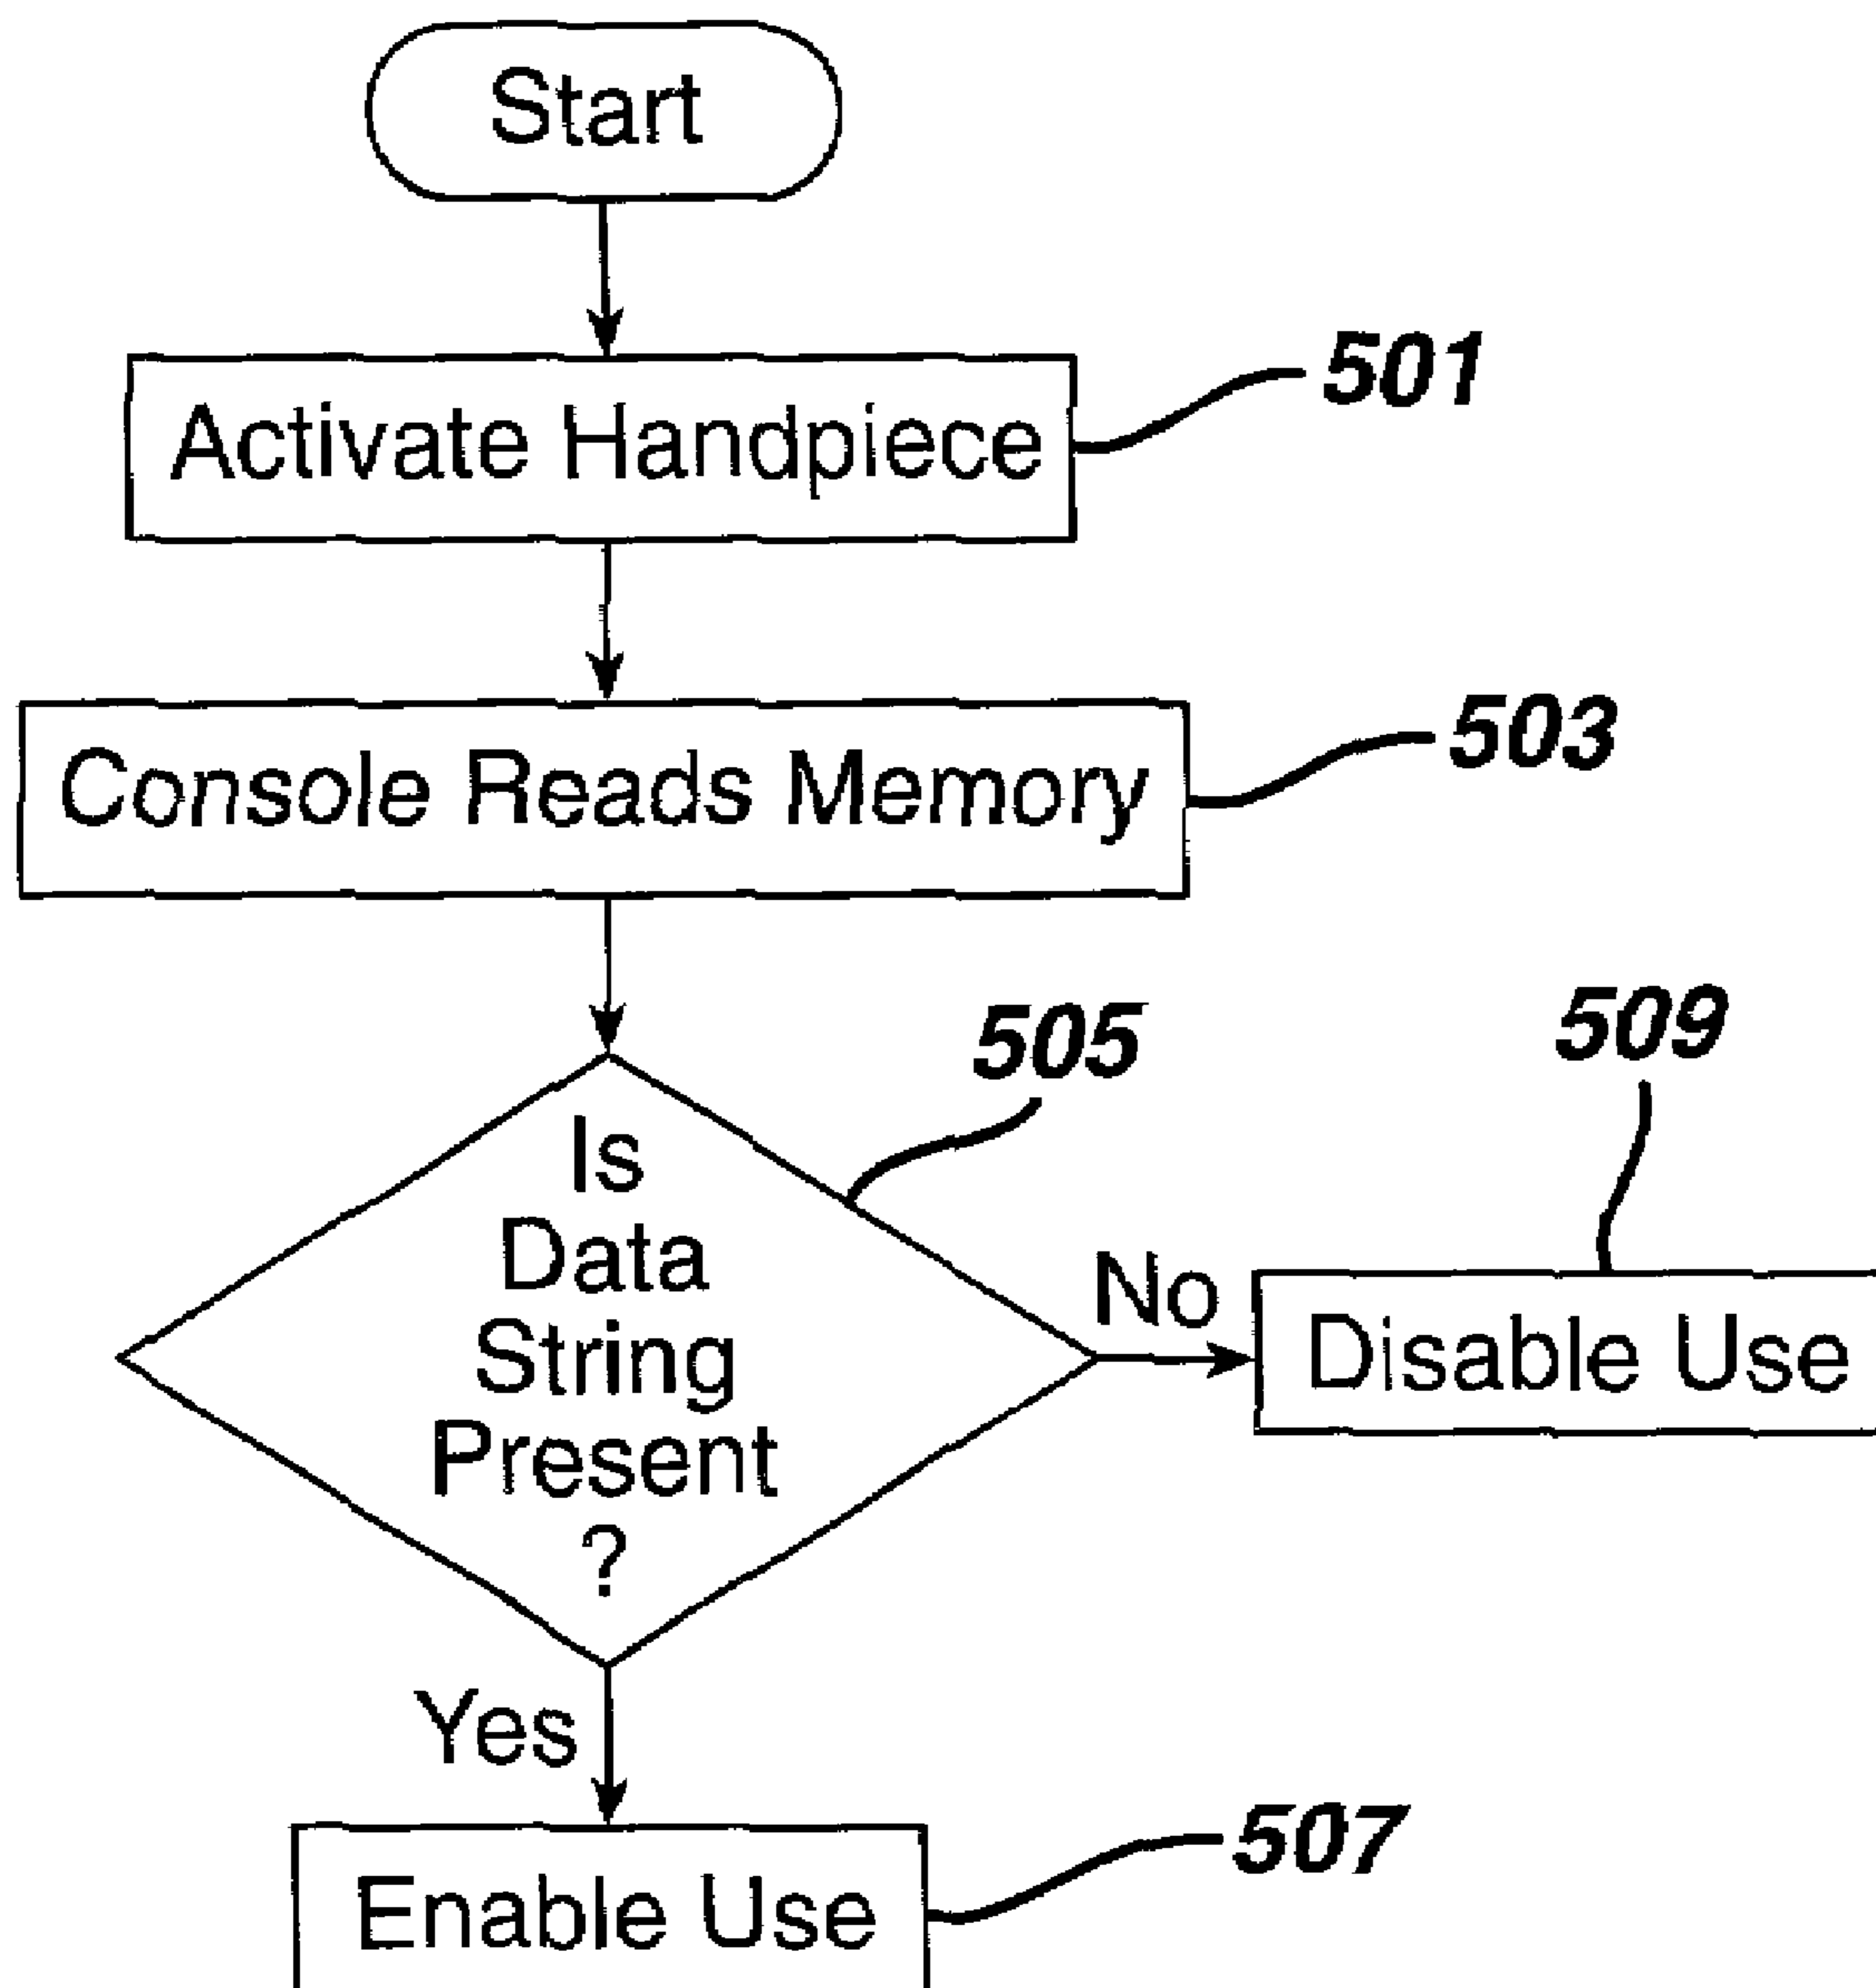 Start
Activate Handpiece
501
Console Reads Memory
503
505
509
Is
Data
String
Present
?
No
Disable Use
Yes
507
Enable Use